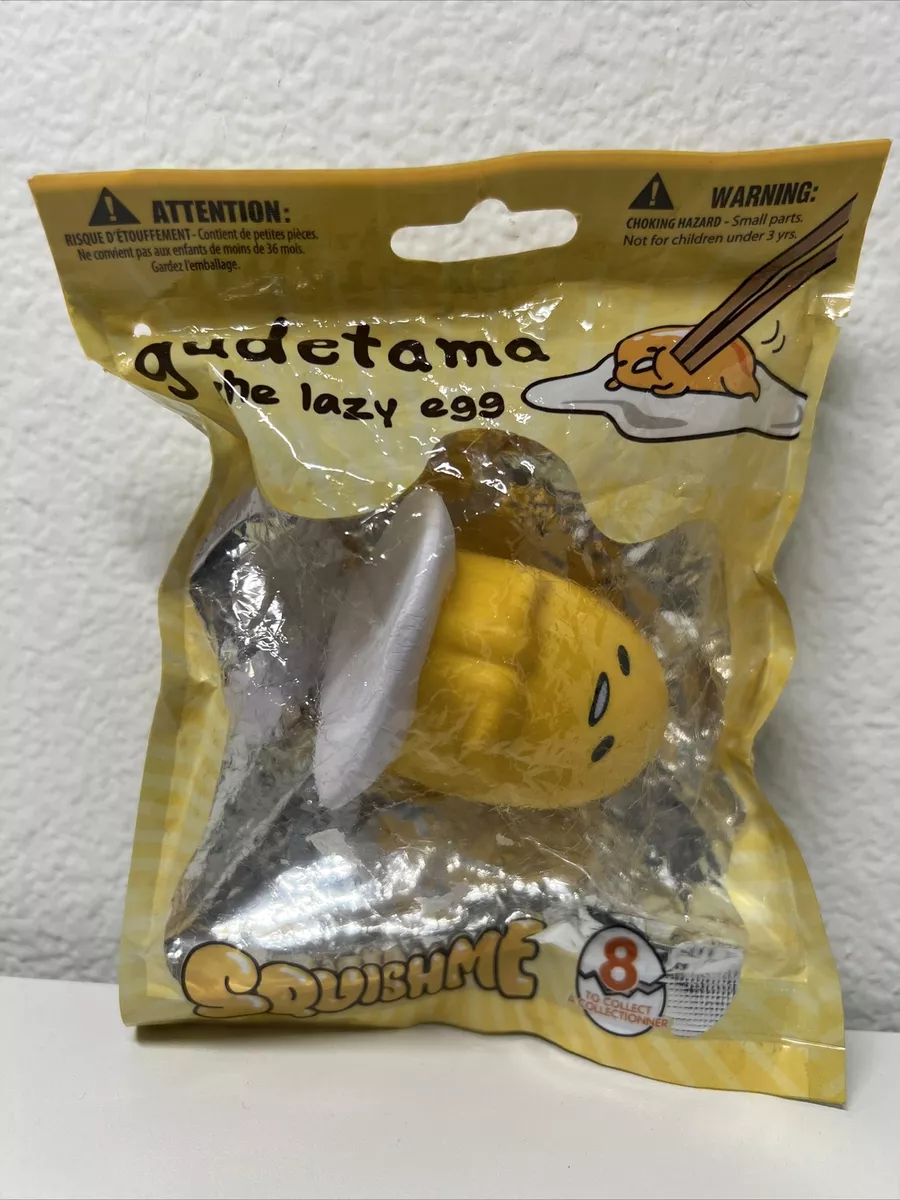 ATTENTION:
RISQUE D'ÉTOUFFEMENT - Contient de petites pièces.
Ne convient pas aux enfants de moins de 36 mois.
Gardez l'emballage.
WARNING:
CHOKING HAZARD - Small parts.
Not for children under 3 yrs.
gudetama
the lazy egg
SQUISHME
8
TO COLLECT
À COLLECTIONNER